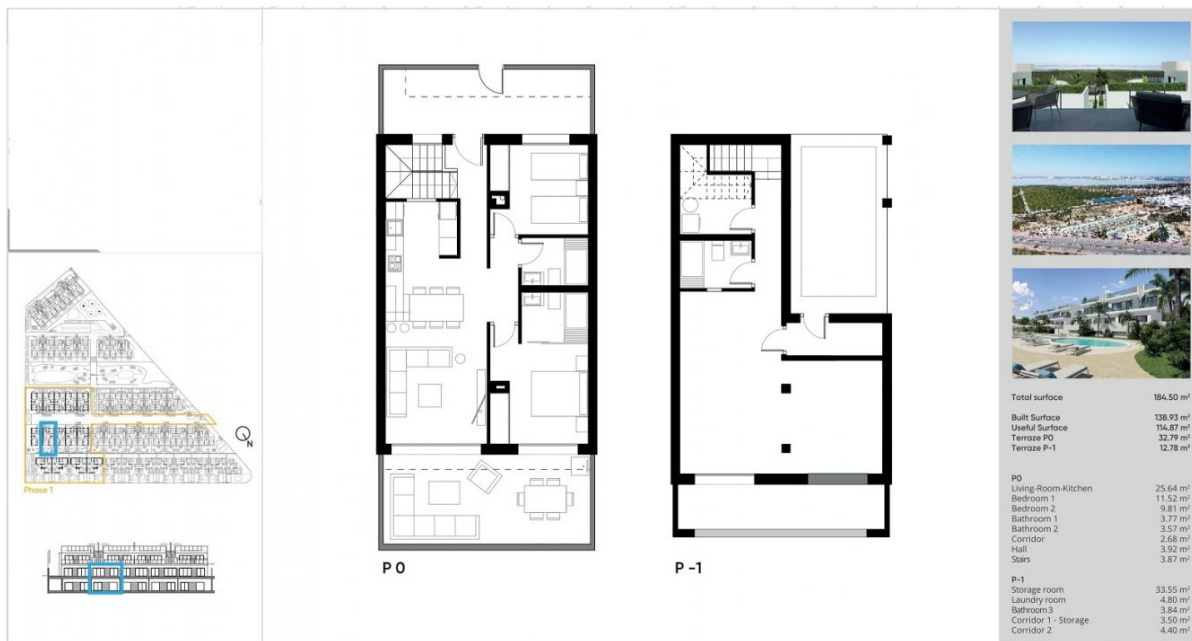 Phase 1
N
P 0
P -1
Total surface 184.50 m²
Built Surface 138.93 m²
Useful Surface 114.87 m²
Terraze P0 32.79 m²
Terraze P-1 12.78 m²
P0
Living-Room-Kitchen 25.64 m²
Bedroom 1 11.52 m²
Bedroom 2 9.81 m²
Bathroom 1 3.77 m²
Bathroom 2 3.57 m²
Corridor 2.68 m²
Hall 3.92 m²
Stairs 3.87 m²
P-1
Storage room 33.55 m²
Laundry room 4.80 m²
Bathroom3 3.84 m²
Corridor 1 - Storage 3.50 m²
Corridor 2 4.40 m²